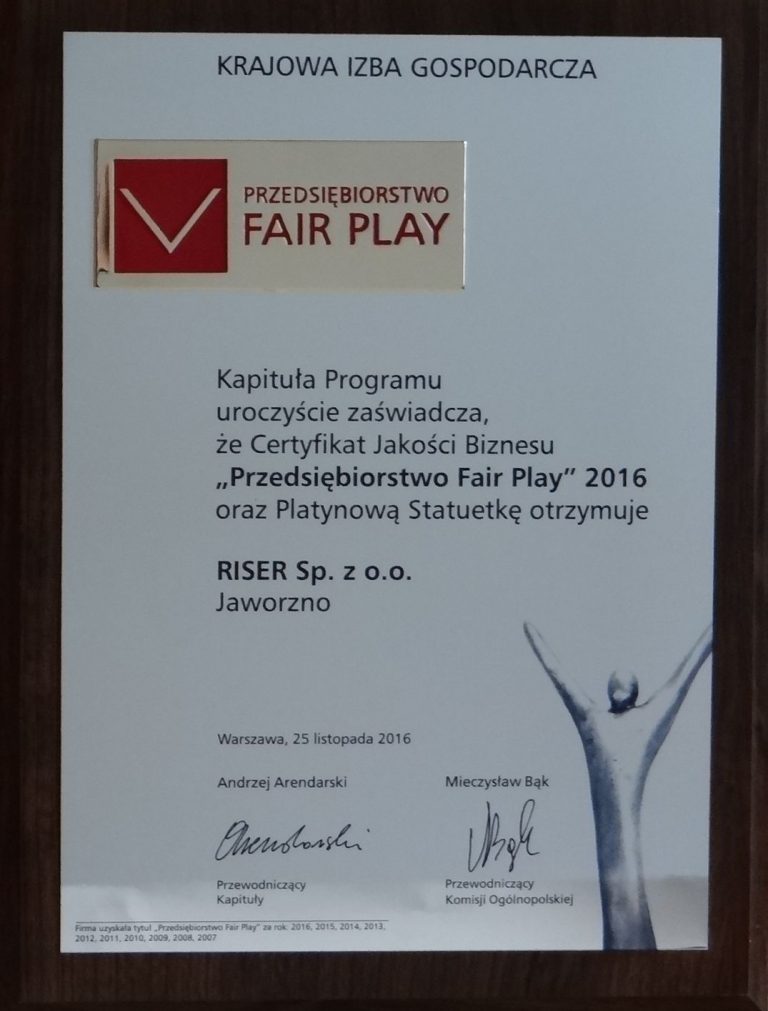 KRAJOWA IZBA GOSPODARCZA
PRZEDSIĘBIORSTWO
FAIR PLAY
Kapituła Programu
uroczyście zaświadcza,
że Certyfikat Jakości Biznesu
„Przedsiębiorstwo Fair Play” 2016
oraz Platynową Statuetkę otrzymuje
RISER Sp. z o.o.
Jaworzno
Warszawa, 25 listopada 2016
Andrzej Arendarski
Mieczysław Bąk
Arendarski
MBąk
Przewodniczący
Kapituły
Przewodniczący
Komisji Ogólnopolskiej
Firma uzyskała tytuł „Przedsiębiorstwo Fair Play” za rok: 2016, 2015, 2014, 2013,
2012, 2011, 2010, 2009, 2008, 2007